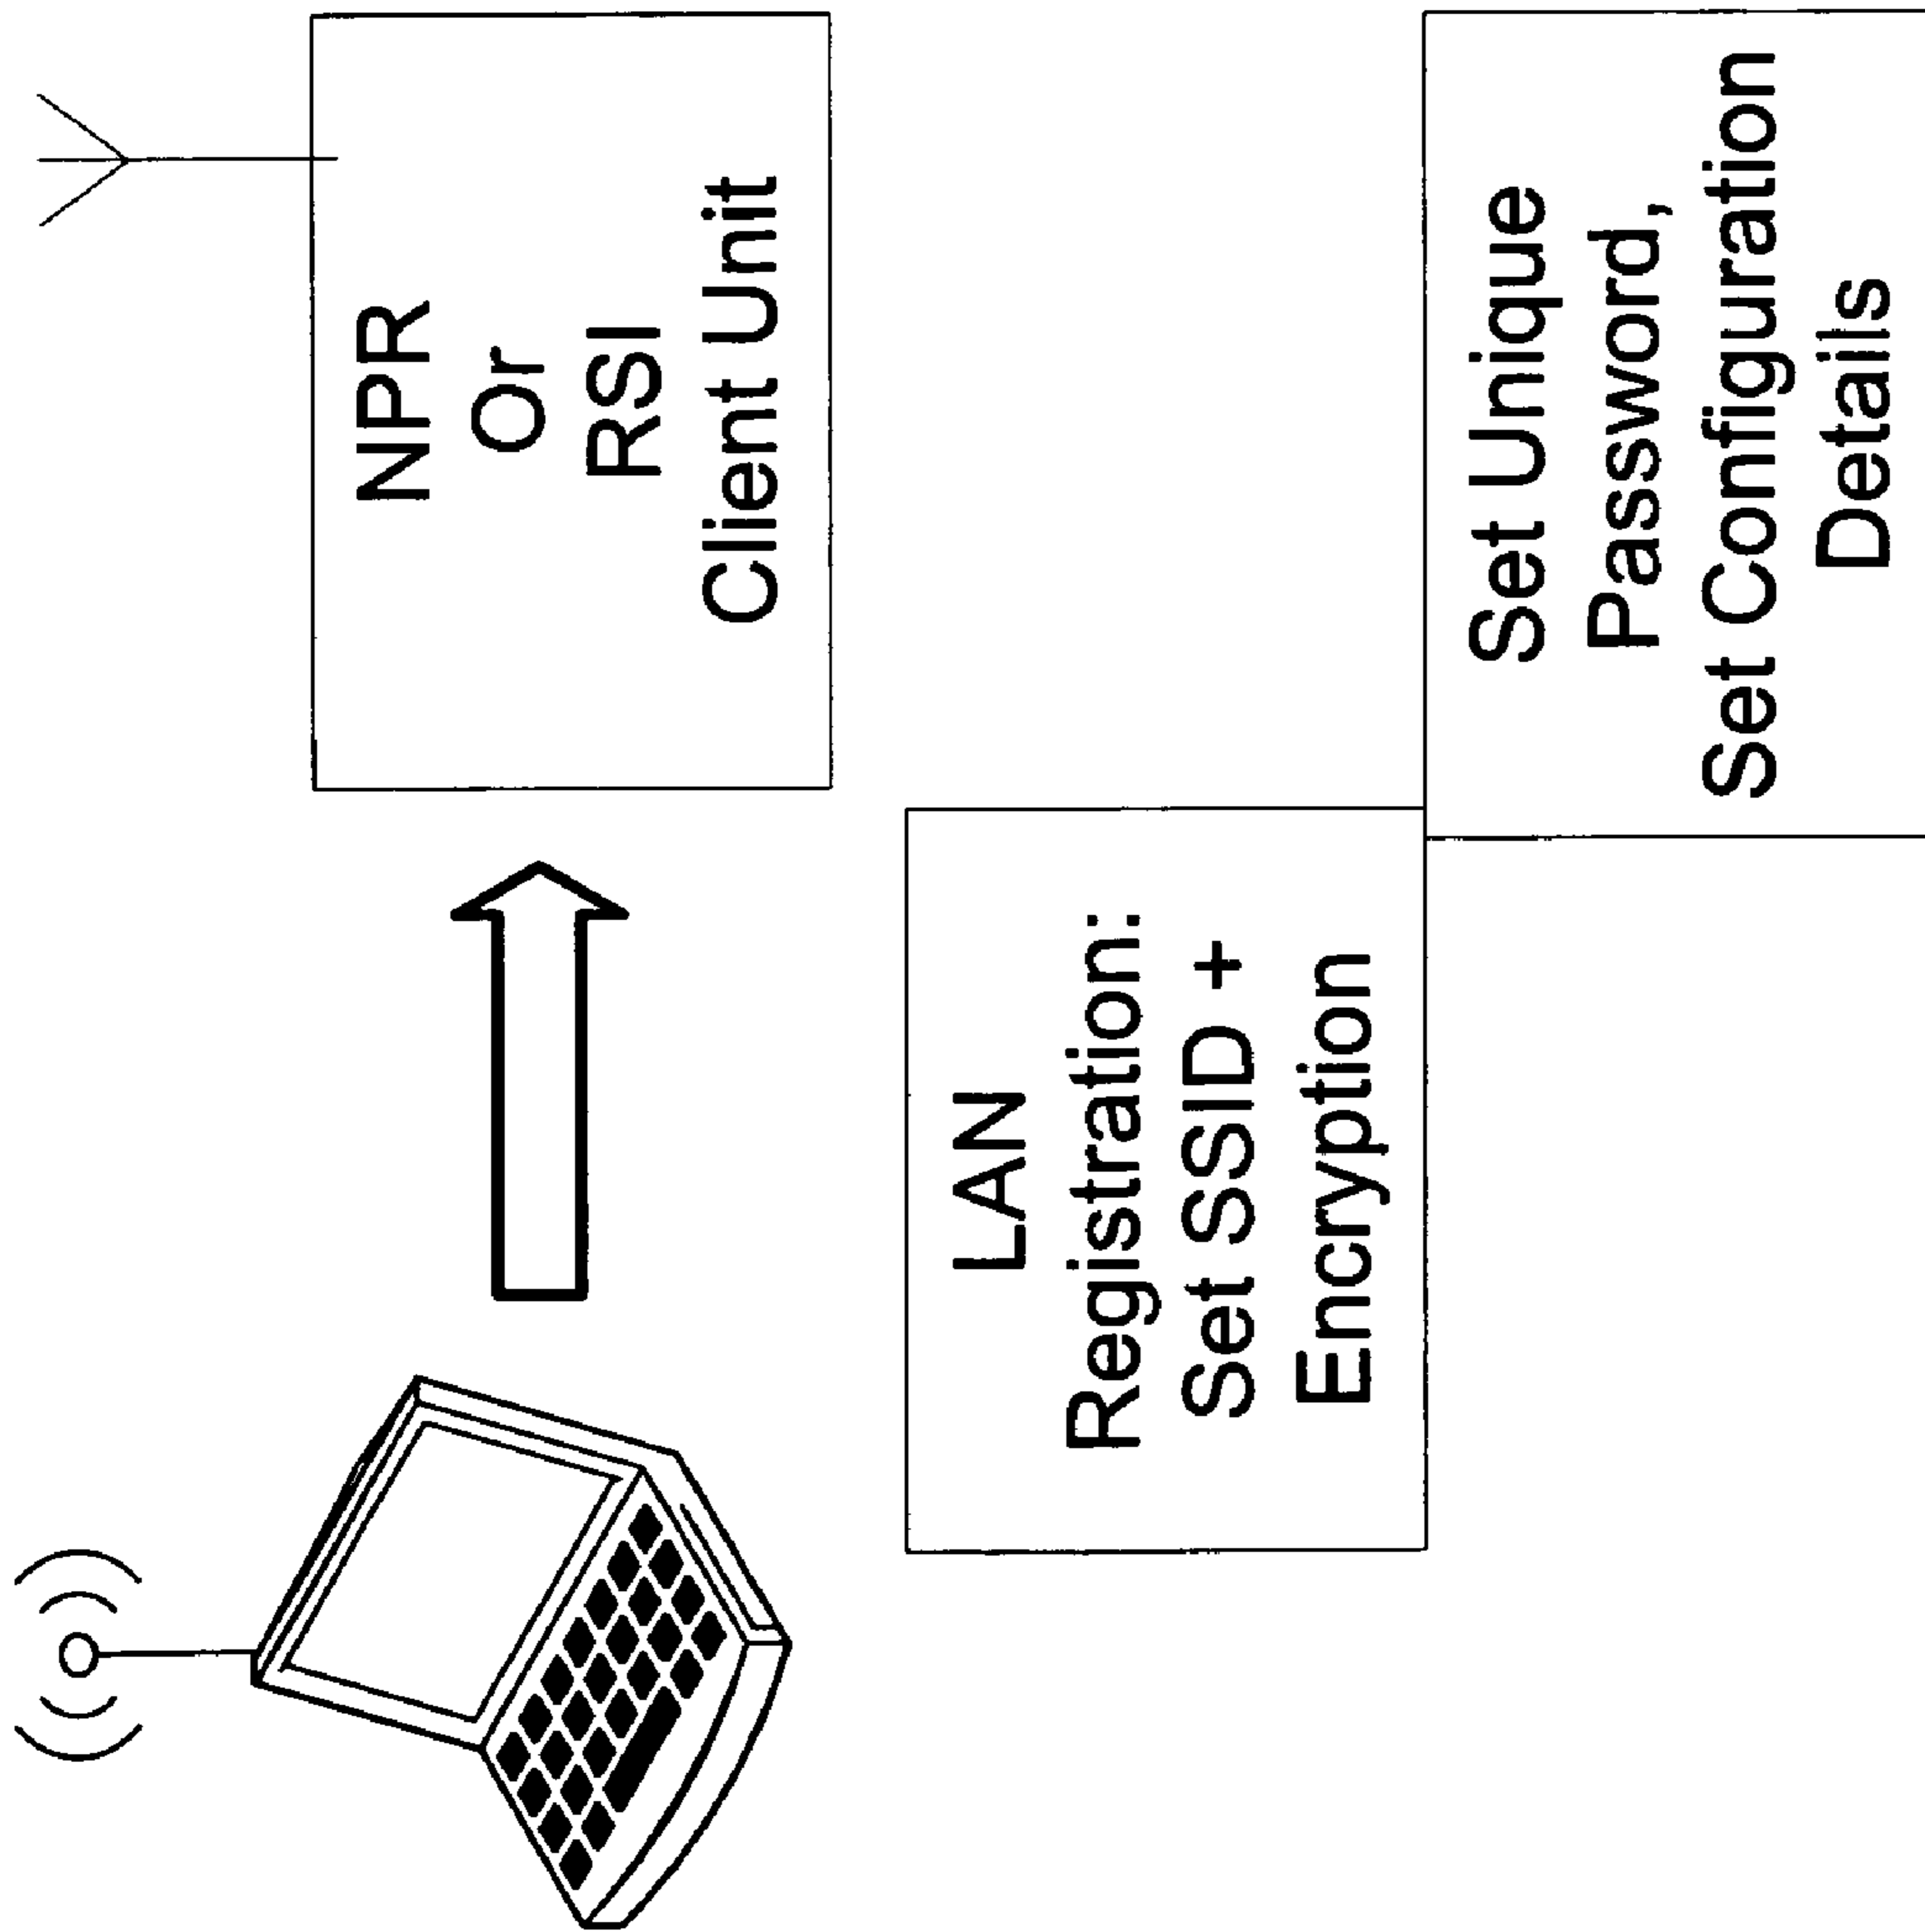 NPR
Or
RSI
Client Unit
LAN
Registration:
Set SSID +
Encryption
Set Unique
Password,
Set Configuration
Details